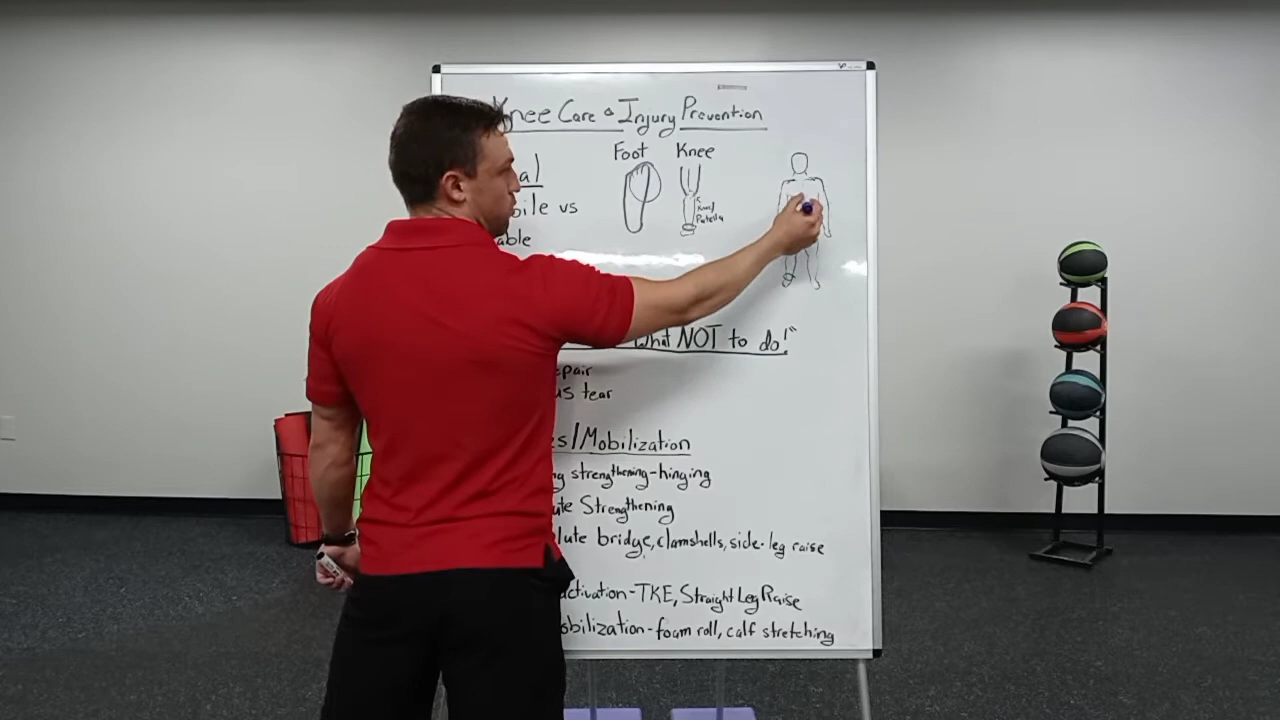 Knee Care & Injury Prevention
Foot Knee
al
bile vs
able
Knee/
Patella
What NOT to do!"
epair
us tear
es/Mobilization
ng strengthening-hinging
ute Strengthening
lute bridge, clamshells, side-leg raise
activation-TKE, Straight Leg Raise
obilization-foam roll, calf stretching